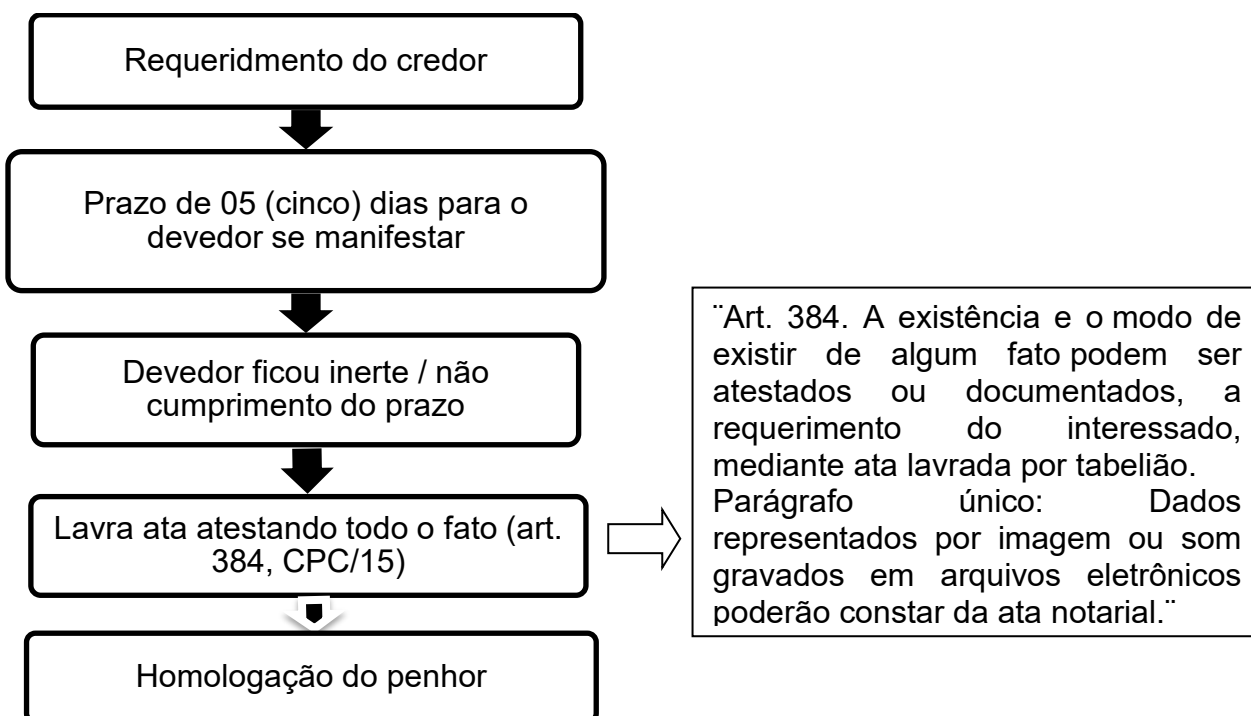 Requeridmento do credor
Prazo de 05 (cinco) dias para o
devedor se manifestar
Devedor ficou inerte / não
cumprimento do prazo
Lavra ata atestando todo o fato (art.
384, CPC/15)
Homologação do penhor
¨Art. 384. A existência e o modo de
existir de algum fato podem ser
atestados ou documentados, a
requerimento do interessado,
mediante ata lavrada por tabelião.
Parágrafo único: Dados
representados por imagem ou som
gravados em arquivos eletrônicos
poderão constar da ata notarial.¨